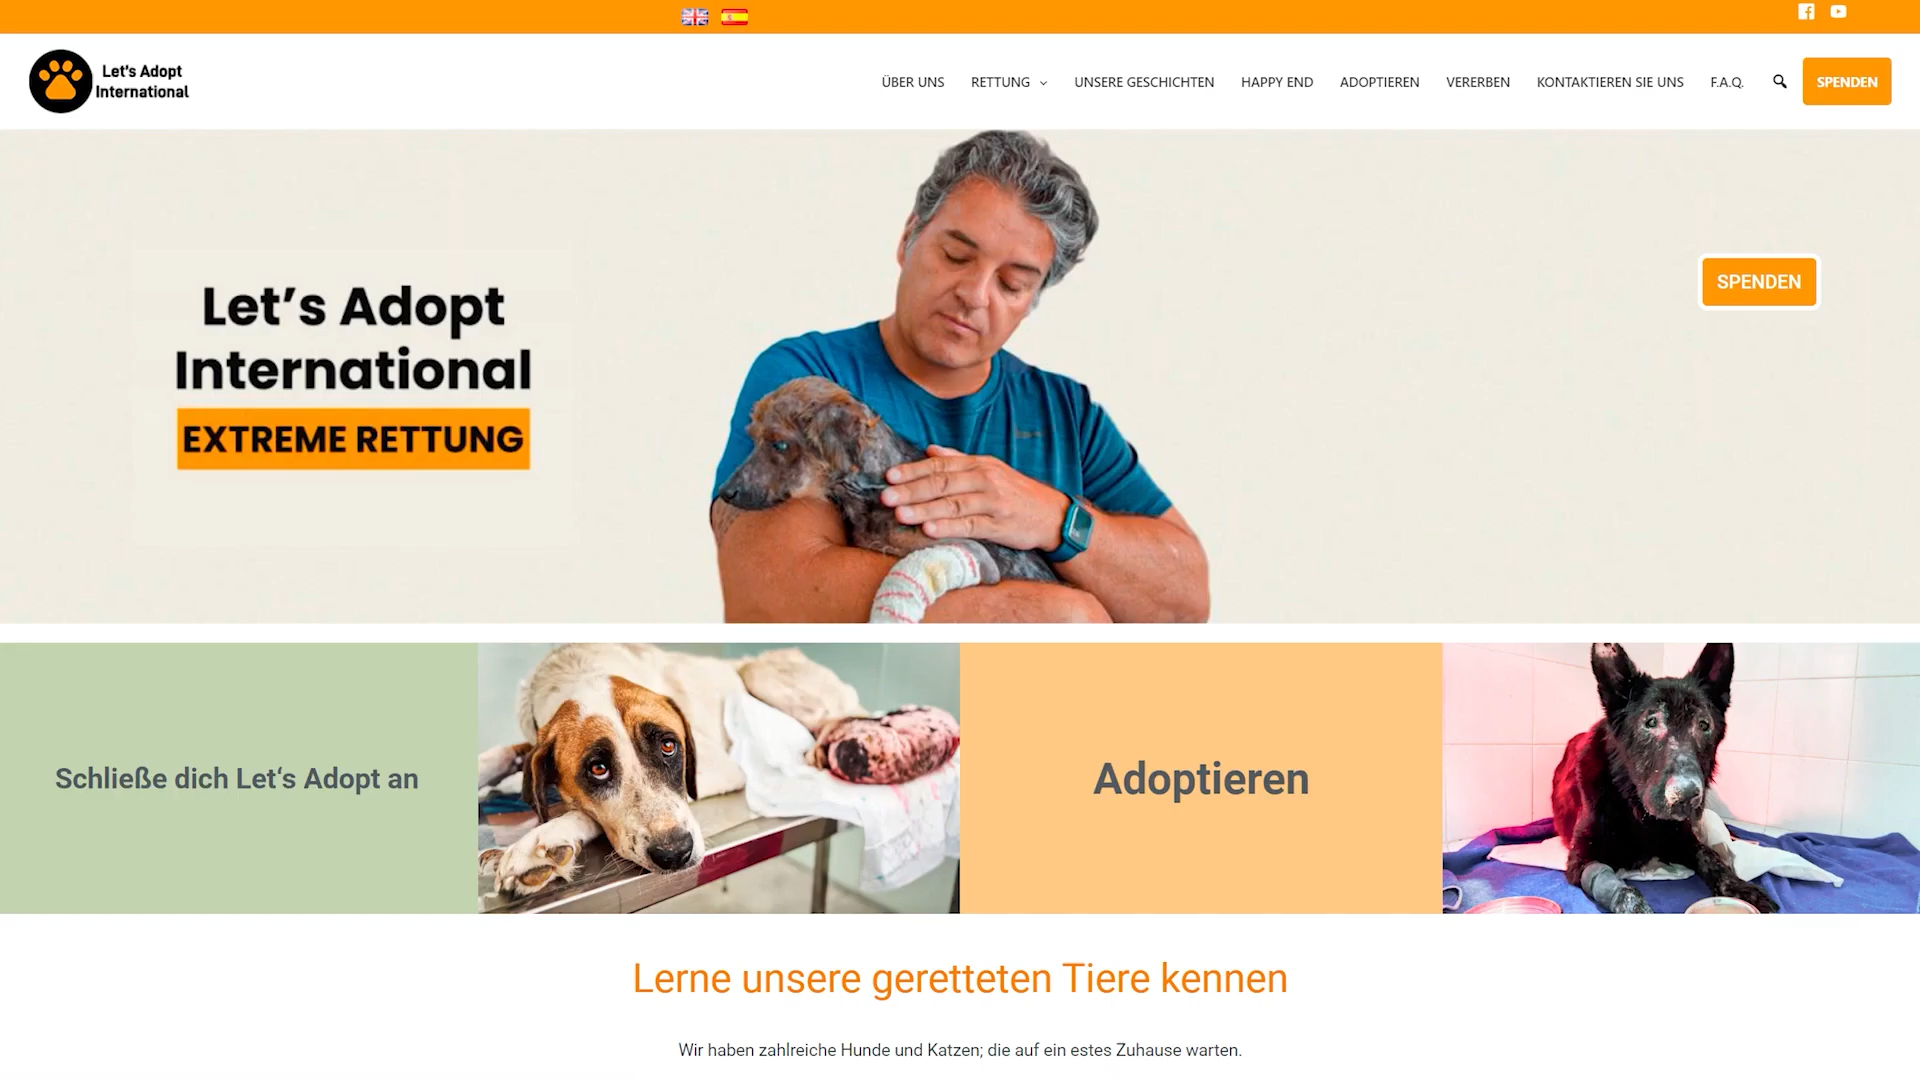 Let's Adopt
International
ÜBER UNS
RETTUNG
UNSERE GESCHICHTEN
HAPPY END
ADOPTIEREN
VERERBEN
KONTAKTIEREN SIE UNS
F.A.Q.
SPENDEN
Let’s Adopt
International
EXTREME RETTUNG
SPENDEN
Schließe dich Let‘s Adopt an
Adoptieren
Lerne unsere geretteten Tiere kennen
Wir haben zahlreiche Hunde und Katzen; die auf ein estes Zuhause warten.